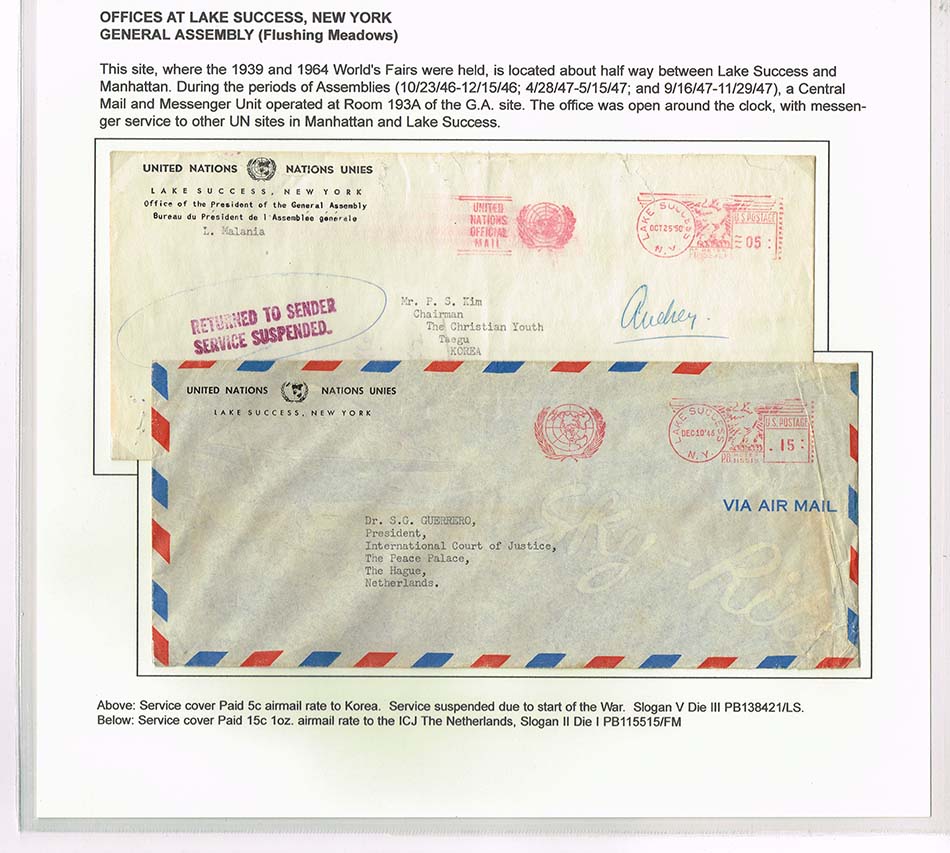 OFFICES AT LAKE SUCCESS, NEW YORK
GENERAL ASSEMBLY (Flushing Meadows)
This site, where the 1939 and 1964 World's Fairs were held, is located about half way between Lake Success and
Manhattan. During the periods of Assemblies (10/23/46-12/15/46; 4/28/47-5/15/47; and 9/16/47-11/29/47), a Central
Mail and Messenger Unit operated at Room 193A of the G.A. site. The office was open around the clock, with messen-
ger service to other UN sites in Manhattan and Lake Success.
UNITED NATIONS NATIONS UNIES
LAKE SUCCESS, NEW YORK
Office of the President of the General Assembly
Bureau du Président de l'Assemblée générale
L. Malania
UNITED
NATIONS
OFFICIAL
MAIL
LAKE SUCCESS
OCT 25 '50
N.Y.
U.S. POSTAGE
05
RETURNED TO SENDER
SERVICE SUSPENDED.
Mr. P. S. Kim
Chairman
The Christian Youth
Taegu
KOREA
Audrey.
UNITED NATIONS NATIONS UNIES
LAKE SUCCESS, NEW YORK
LAKE SUCCESS
DEC 10 '46
N.Y.
P.B. METER
U.S. POSTAGE
.15
VIA AIR MAIL
Dr. S.G. GUERRERO,
President,
International Court of Justice,
The Peace Palace,
The Hague,
Netherlands.
Above: Service cover Paid 5c airmail rate to Korea. Service suspended due to start of the War. Slogan V Die III PB138421/LS.
Below: Service cover Paid 15c 1oz. airmail rate to the ICJ The Netherlands, Slogan II Die I PB115515/FM